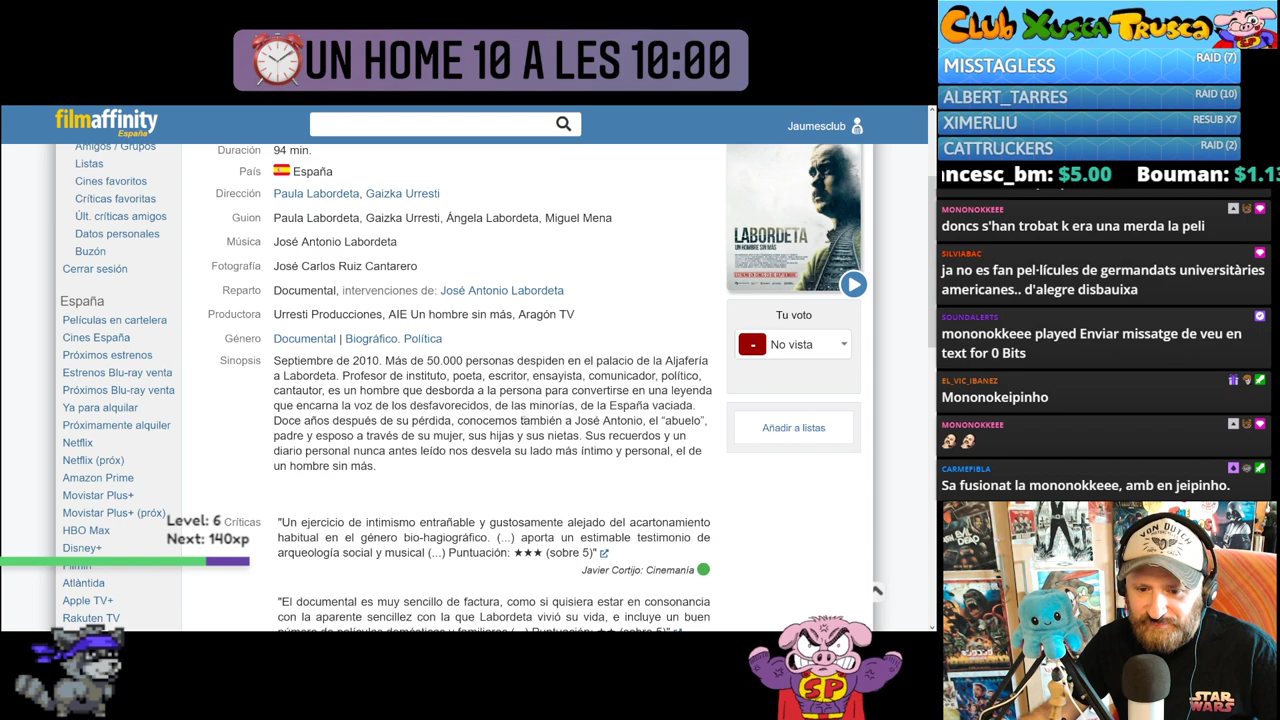 ⏰UN HOME 10 A LES 10:00
Club Xusca Trusca
SP
MISSTAGLESS RAID (7)
ALBERT_TARRES RAID (10)
XIMERLIU RESUB X7
CATTRUCKERS RAID (2)
ancesc_bm: $5.00 Bouman: $1.13
filmaffinity
España
Jaumesclub
Amigos / Grupos
Listas
Cines favoritos
Críticas favoritas
Últ. críticas amigos
Datos personales
Buzón
Cerrar sesión
España
Películas en cartelera
Cines España
Próximos estrenos
Estrenos Blu-ray venta
Próximos Blu-ray venta
Ya para alquilar
Próximamente alquiler
Netflix
Netflix (próx)
Amazon Prime
Movistar Plus+
Movistar Plus+ (próx)
HBO Max
Disney+
Filmin
Atlàntida
Apple TV+
Rakuten TV
Level: 6
Next: 140xp
Duración 94 min.
País España
Dirección Paula Labordeta, Gaizka Urresti
Guion Paula Labordeta, Gaizka Urresti, Ángela Labordeta, Miguel Mena
Música José Antonio Labordeta
Fotografía José Carlos Ruiz Cantarero
Reparto Documental, intervenciones de: José Antonio Labordeta
Productora Urresti Producciones, AIE Un hombre sin más, Aragón TV
Género Documental | Biográfico. Política
Sinopsis Septiembre de 2010. Más de 50.000 personas despiden en el palacio de la Aljafería
a Labordeta. Profesor de instituto, poeta, escritor, ensayista, comunicador, político,
cantautor, es un hombre que desborda a la persona para convertirse en una leyenda
que encarna la voz de los desfavorecidos, de las minorías, de la España vaciada.
Doce años después de su pérdida, conocemos también a José Antonio, el “abuelo”,
padre y esposo a través de su mujer, sus hijas y sus nietas. Sus recuerdos y un
diario personal nunca antes leído nos desvela su lado más íntimo y personal, el de
un hombre sin más.
Críticas "Un ejercicio de intimismo entrañable y gustosamente alejado del acartonamiento
habitual en el género bio-hagiográfico. (...) aporta un estimable testimonio de
arqueología social y musical (...) Puntuación: ★★★ (sobre 5)"
Javier Cortijo: Cinemanía
"El documental es muy sencillo de factura, como si quisiera estar en consonancia
con la aparente sencillez con la que Labordeta vivió su vida, e incluye un buen
número de películas domésticas y familiares (...) Puntuación: ★★ (sobre 5)"
LABORDETA
UN HOMBRE SIN MÁS
Tu voto
- No vista
Añadir a listas
MONONOKKEEE
doncs s'han trobat k era una merda la peli
SILVIABAC
ja no es fan pel·lícules de germandats universitàries
americanes.. d'alegre disbauixa
SOUNDALERTS
mononokkeee played Enviar missatge de veu en
text for 0 Bits
EL_VIC_IBANEZ
Mononokeipinho
MONONOKKEEE
CARMEFIBLA
Sa fusionat la mononokkeee, amb en jeipinho.
VON DUTCH
STAR
WARS
SP